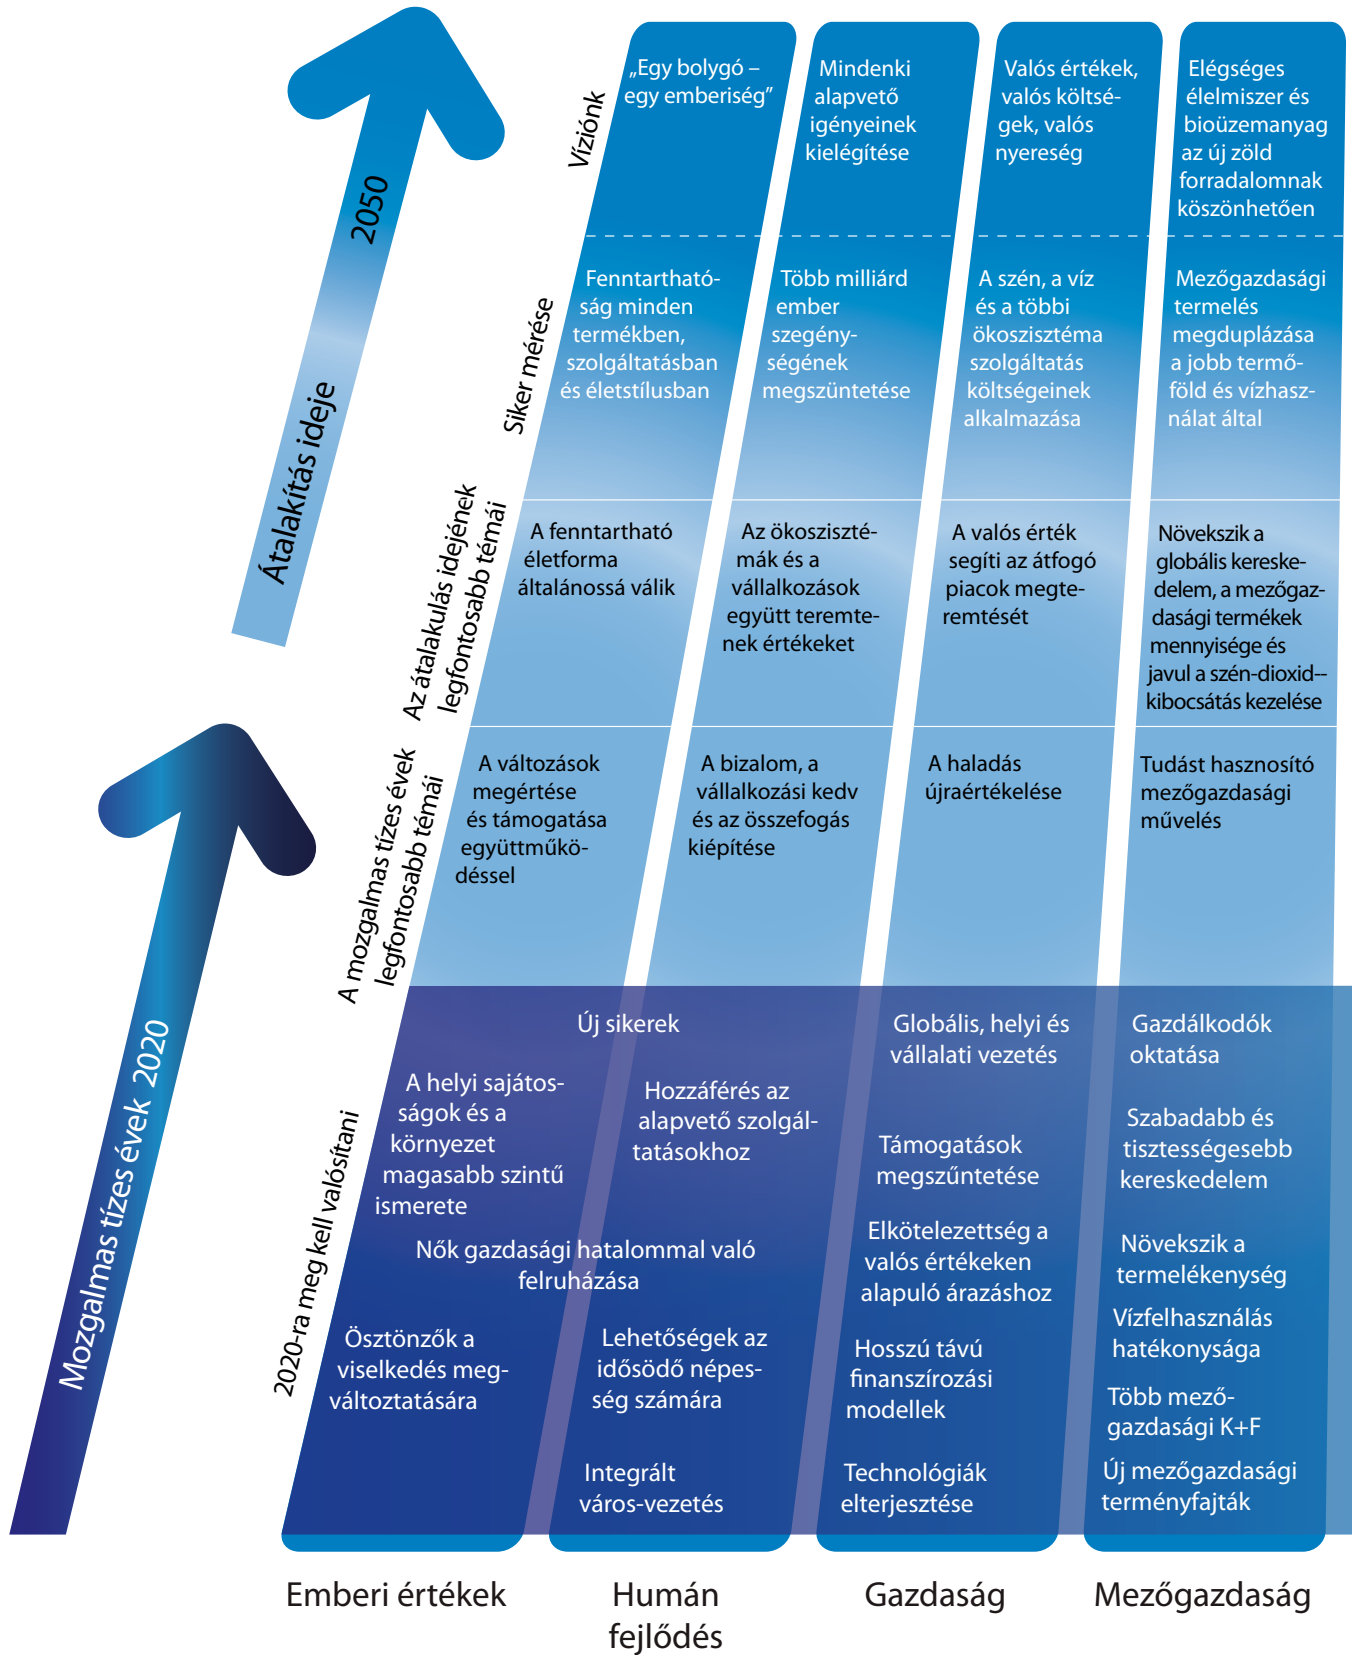 2050
Átalakítás ideje
Mozgalmas tízes évek 2020
Víziónk
„Egy bolygó –
egy emberiség”
Mindenki
alapvető
igényeinek
kielégítése
Valós értékek,
valós költsé-
gek, valós
nyereség
Elégséges
élelmiszer és
bioüzemanyag
az új zöld
forradalomnak
köszönhetően
Siker mérése
Fenntartható-
ság minden
termékben,
szolgáltatásban
és életstílusban
Több milliárd
ember
szegény-
ségének
megszüntetése
A szén, a víz
és a többi
ökoszisztéma
szolgáltatás
költségeinek
alkalmazása
Mezőgazdasági
termelés
megduplázása
a jobb termő-
föld és vízhasz-
nálat által
Az átalakulás idejének
legfontosabb témái
A fenntartható
életforma
általánossá válik
Az ökosziszté-
mák és a
vállalkozások
együtt teremte-
nek értékeket
A valós érték
segíti az átfogó
piacok megte-
remtését
Növekszik a
globális kereske-
delem, a mezőgaz-
dasági termékek
mennyisége és
javul a szén-dioxid--
kibocsátás kezelése
A mozgalmas tízes évek
legfontosabb témái
A változások
megértése
és támogatása
együttműkö-
déssel
A bizalom, a
vállalkozási kedv
és az összefogás
kiépítése
A haladás
újraértékelése
Tudást hasznosító
mezőgazdasági
művelés
2020-ra meg kell valósítani
Új sikerek
A helyi sajátos-
ságok és a
környezet
magasabb szintű
ismerete
Hozzáférés az
alapvető szolgál-
tatásokhoz
Nők gazdasági hatalommal való
felruházása
Ösztönzők a
viselkedés meg-
változtatására
Lehetőségek az
idősödő népes-
ség számára
Integrált
város-vezetés
Globális, helyi és
vállalati vezetés
Támogatások
megszűntetése
Elkötelezettség a
valós értékeken
alapuló árazáshoz
Hosszú távú
finanszírozási
modellek
Technológiák
elterjesztése
Gazdálkodók
oktatása
Szabadabb és
tisztességesebb
kereskedelem
Növekszik a
termelékenység
Vízfelhasználás
hatékonysága
Több mező-
gazdasági K+F
Új mezőgazdasági
terményfajták
Emberi értékek
Humán
fejlődés
Gazdaság
Mezőgazdaság